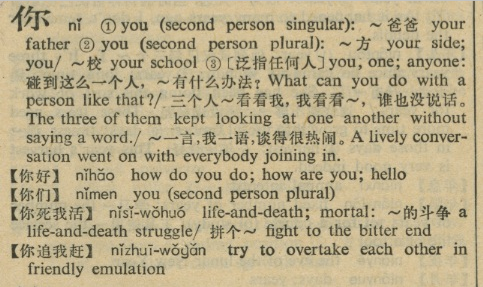 你 nǐ ① you (second person singular): ～爸爸 your
father ② you (second person plural): ～方 your side;
you/ ～校 your school ③ [泛指任何人] you, one; anyone:
碰到这么一个人，～有什么办法? What can you do with a
person like that?/ 三个人～看看我，我看看～，谁也没说话。
The three of them kept looking at one another without
saying a word./ ～一言，我一语，谈得很热闹。 A lively conver-
sation went on with everybody joining in.
【你好】 nǐhǎo how do you do; how are you; hello
【你们】 nǐmen you (second person plural)
【你死我活】 nǐsǐ-wǒhuó life-and-death; mortal: ～的斗争 a
life-and-death struggle/ 拼个～ fight to the bitter end
【你追我赶】 nǐzhuī-wǒgǎn try to overtake each other in
friendly emulation